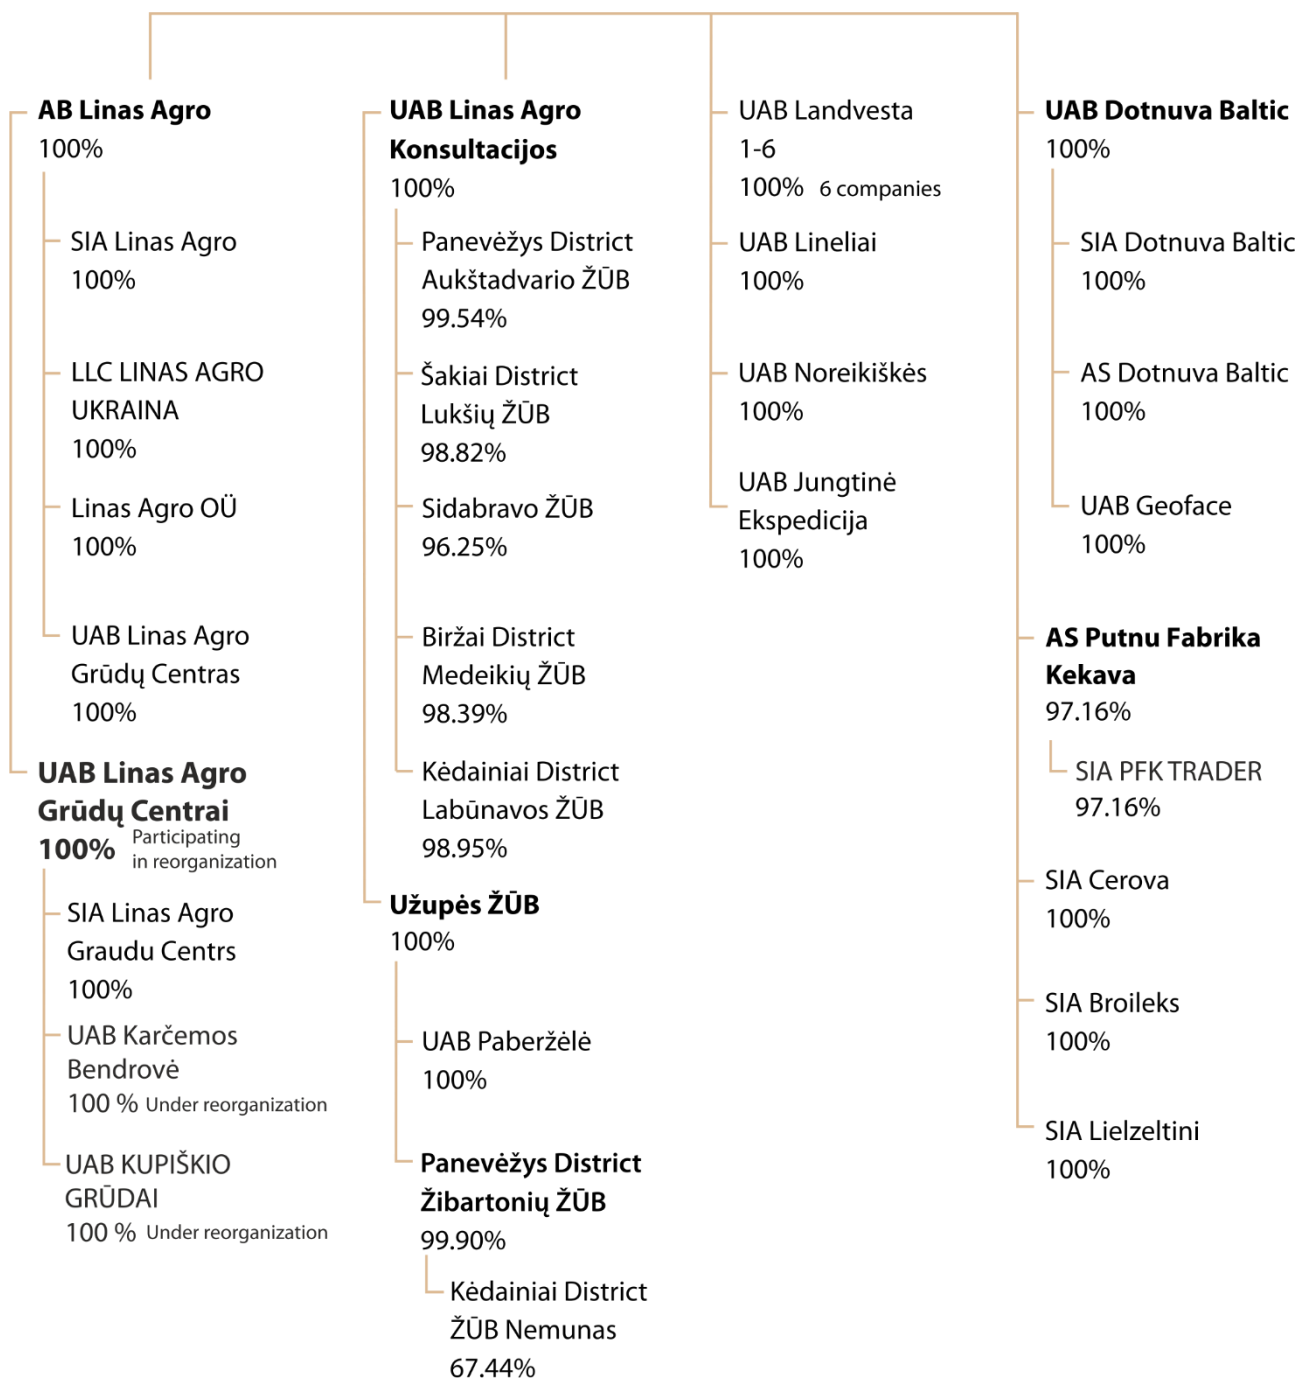 AB Linas Agro
100%
SIA Linas Agro
100%
LLC LINAS AGRO
UKRAINA
100%
Linas Agro OÜ
100%
UAB Linas Agro
Grūdų Centras
100%
UAB Linas Agro
Grūdų Centrai
100% Participating
in reorganization
SIA Linas Agro
Graudu Centrs
100%
UAB Karčemos
Bendrovė
100 % Under reorganization
UAB KUPIŠKIO
GRŪDAI
100 % Under reorganization
UAB Linas Agro
Konsultacijos
100%
Panevėžys District
Aukštadvario ŽŪB
99.54%
Šakiai District
Lukšių ŽŪB
98.82%
Sidabravo ŽŪB
96.25%
Biržai District
Medeikių ŽŪB
98.39%
Kėdainiai District
Labūnavos ŽŪB
98.95%
Užupės ŽŪB
100%
UAB Paberžėlė
100%
Panevėžys District
Žibartonių ŽŪB
99.90%
Kėdainiai District
ŽŪB Nemunas
67.44%
UAB Landvesta
1-6
100% 6 companies
UAB Lineliai
100%
UAB Noreikiškės
100%
UAB Jungtinė
Ekspedicija
100%
UAB Dotnuva Baltic
100%
SIA Dotnuva Baltic
100%
AS Dotnuva Baltic
100%
UAB Geoface
100%
AS Putnu Fabrika
Kekava
97.16%
SIA PFK TRADER
97.16%
SIA Cerova
100%
SIA Broileks
100%
SIA Lielzeltini
100%